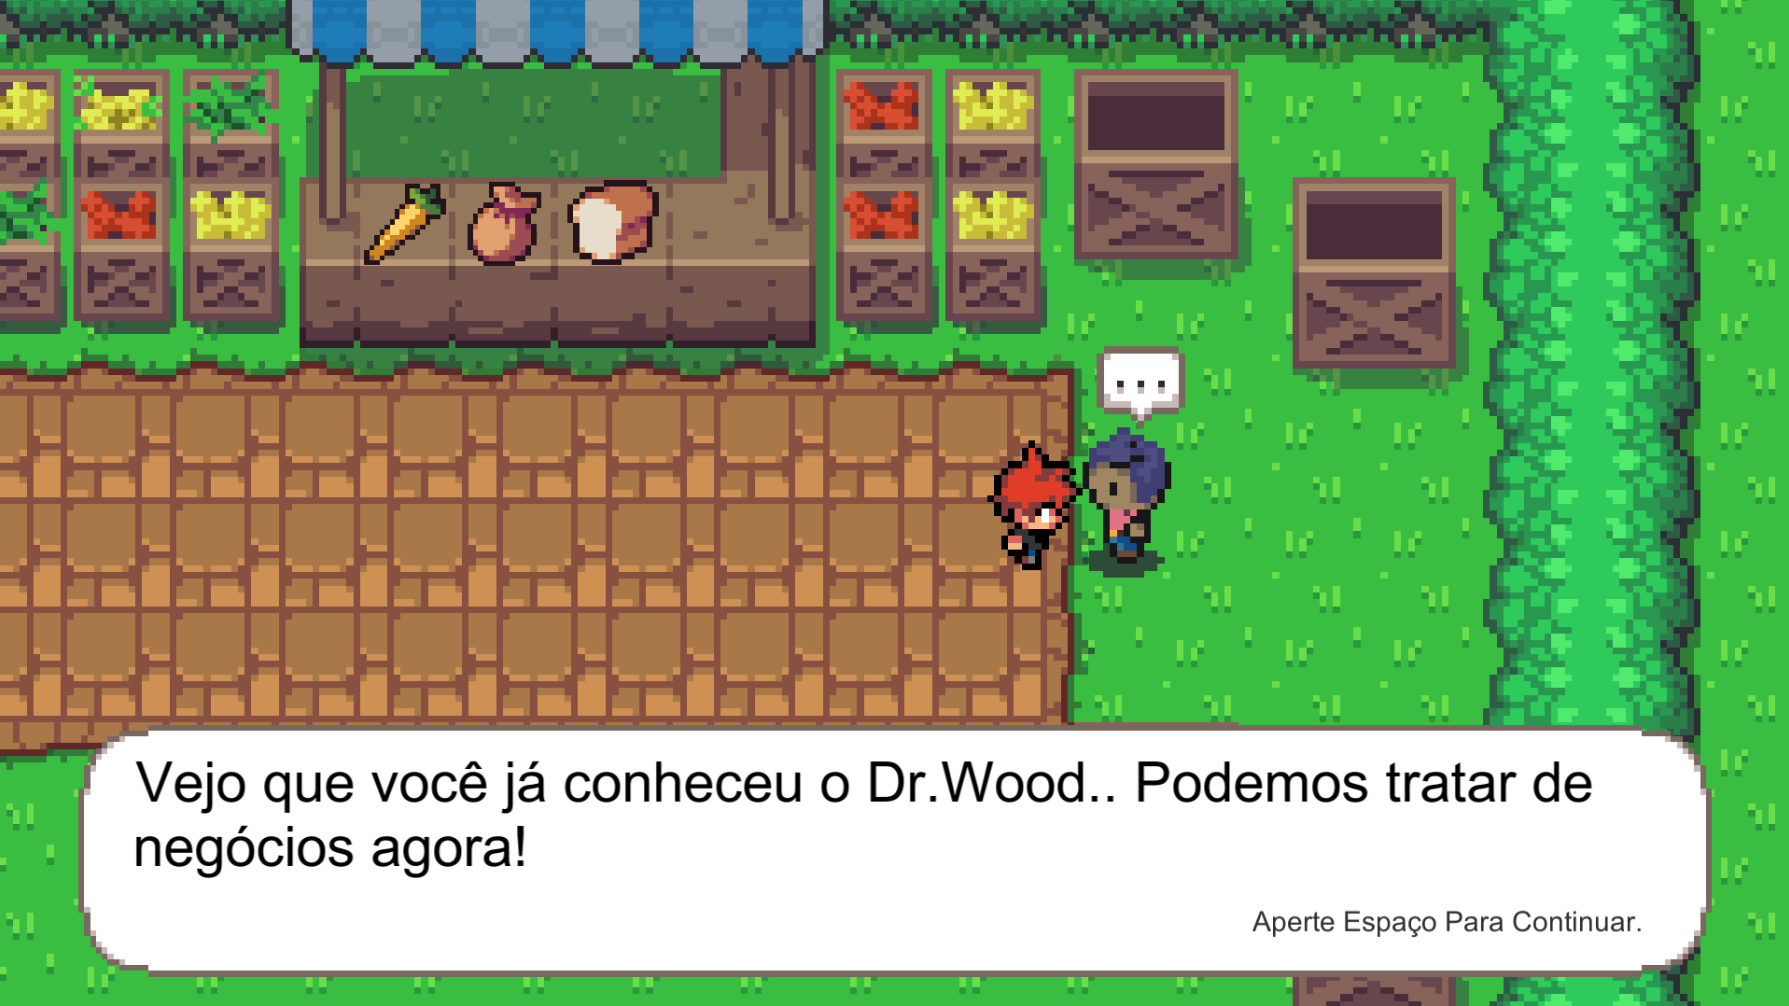 ...
Vejo que você já conheceu o Dr.Wood.. Podemos tratar de
negócios agora!
Aperte Espaço Para Continuar.